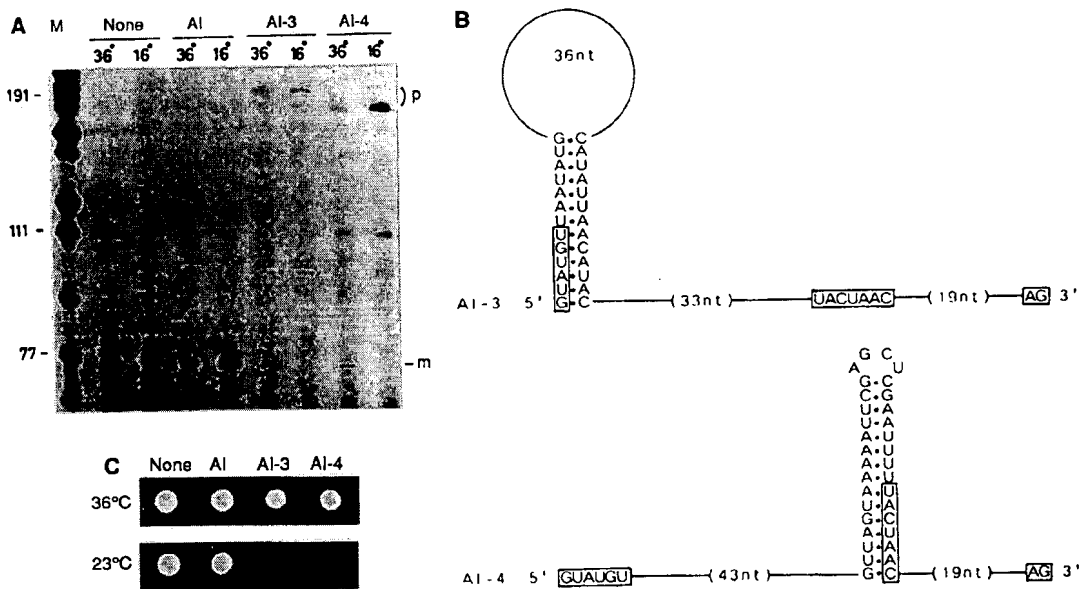 A M None AI AI-3 AI-4
36° 16° 36° 16° 36° 16° 36° 16°
191 - p
111 -
77 - - m
B
36nt
G•C
U•A
A•U
U•A
A•U
A•U
U•A
U•A
G•C
U•A
A•U
U•A
AI-3 5' G•C (33nt) UACUAAC (19nt) AG 3'
G C
A U
G•C
C•G
U•A
U•A
A•U
A•U
A•U
A•U
A•U
U•A
G•C
A•U
U•A
U•A
AI-4 5' GUAUGU (43nt) G•C (19nt) AG 3'
C None AI AI-3 AI-4
36°C
23°C